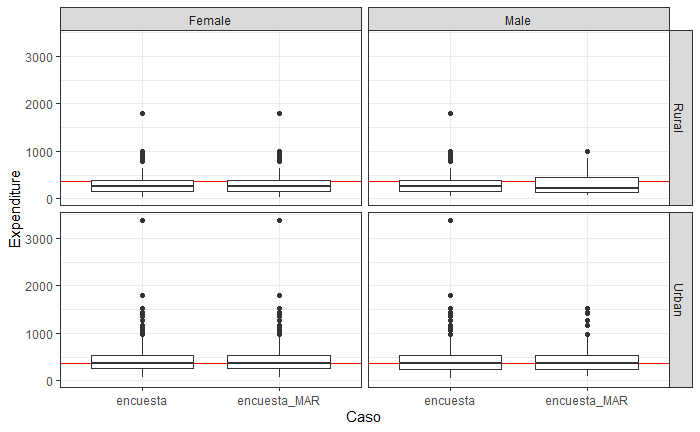 Female Male
3000
2000
1000
0
Rural
Expenditure
3000
2000
1000
0
Urban
encuesta encuesta_MAR encuesta encuesta_MAR
Caso